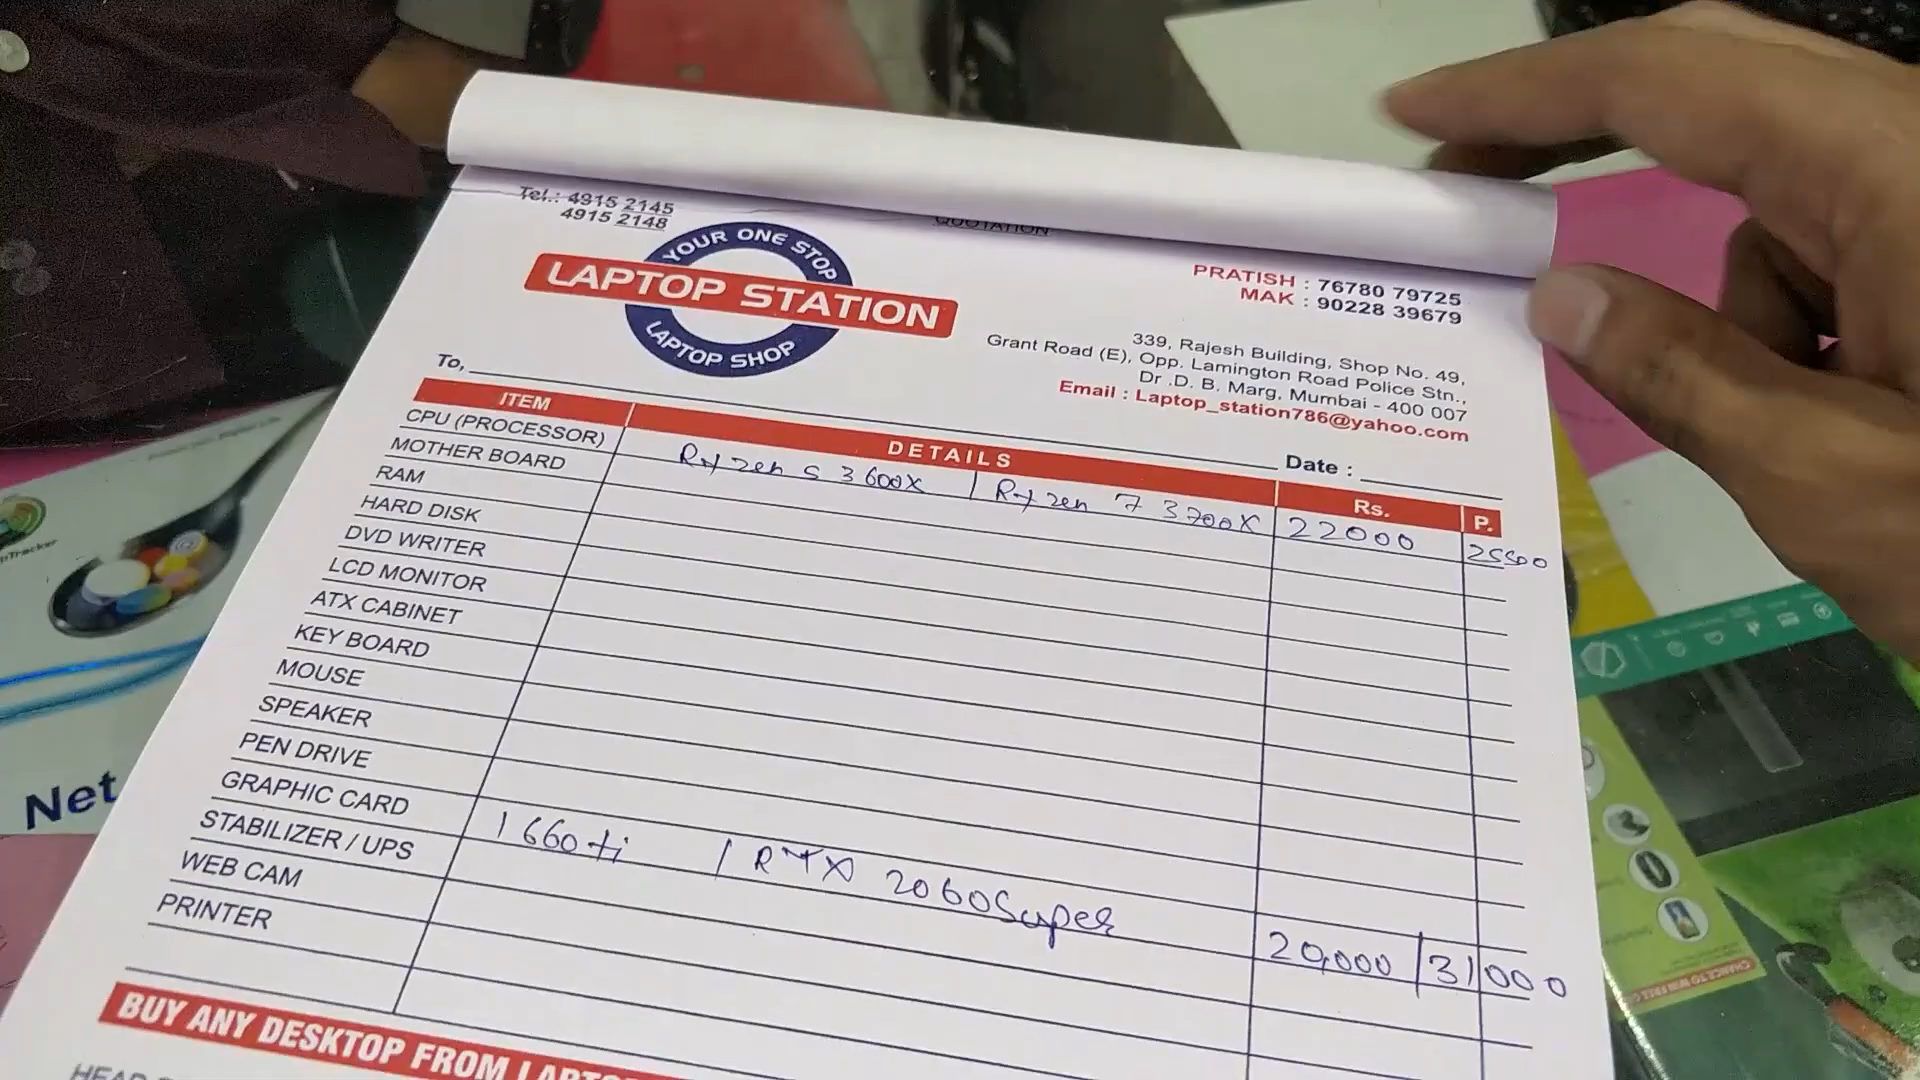 Tel.: 4915 2145
4915 2148
QUOTATION
YOUR ONE STOP
LAPTOP STATION
LAPTOP SHOP
PRATISH : 76780 79725
MAK : 90228 39679
339, Rajesh Building, Shop No. 49,
Grant Road (E), Opp. Lamington Road Police Stn.,
Dr .D. B. Marg, Mumbai - 400 007
Email : Laptop_station786@yahoo.com
To,
Date :
ITEM DETAILS Rs. P.
CPU (PROCESSOR) Ryzen 5 3600X / Ryzen 7 3700X 22000 25500
MOTHER BOARD
RAM
HARD DISK
DVD WRITER
LCD MONITOR
ATX CABINET
KEY BOARD
MOUSE
SPEAKER
PEN DRIVE
GRAPHIC CARD 1660ti / RTX 2060Super 20,000 / 31000
STABILIZER / UPS
WEB CAM
PRINTER
BUY ANY DESKTOP FROM
Net